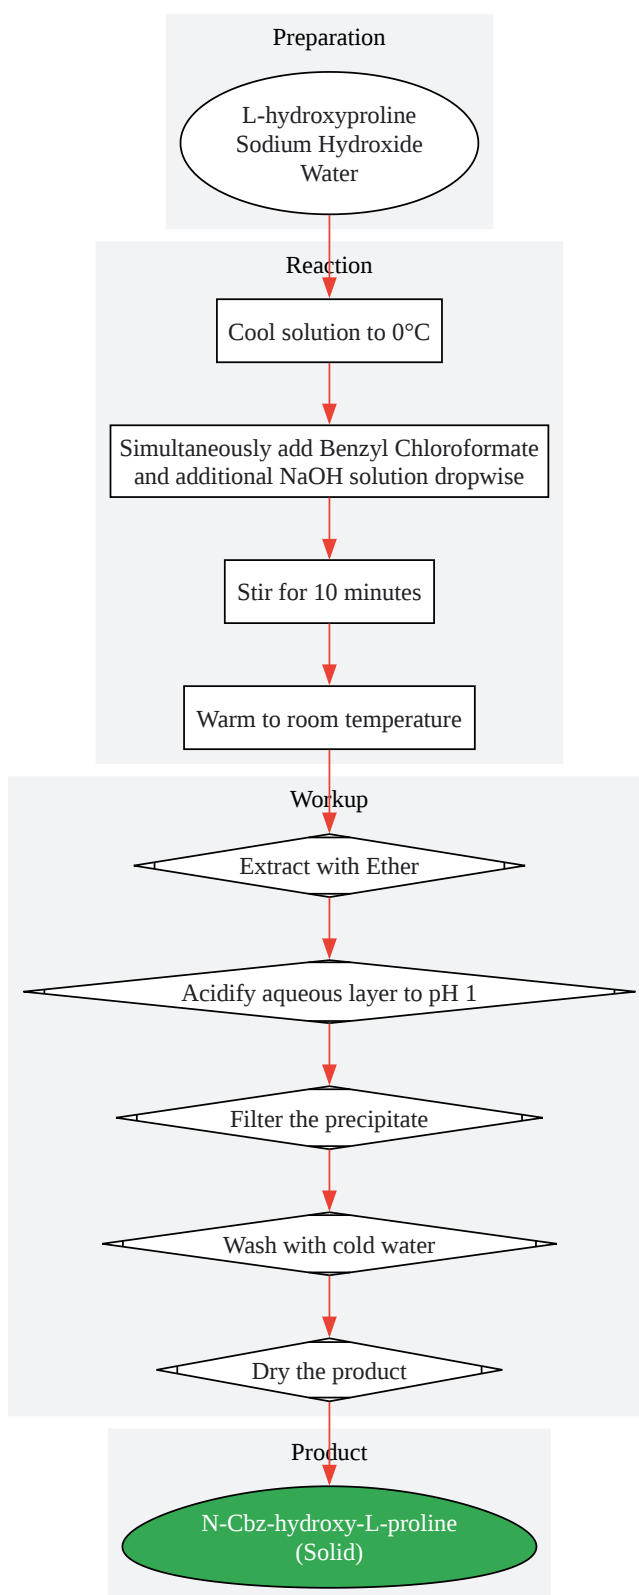 Preparation
L-hydroxyproline
Sodium Hydroxide
Water
Reaction
Cool solution to 0°C
Simultaneously add Benzyl Chloroformate
and additional NaOH solution dropwise
Stir for 10 minutes
Warm to room temperature
Workup
Extract with Ether
Acidify aqueous layer to pH 1
Filter the precipitate
Wash with cold water
Dry the product
Product
N-Cbz-hydroxy-L-proline
(Solid)